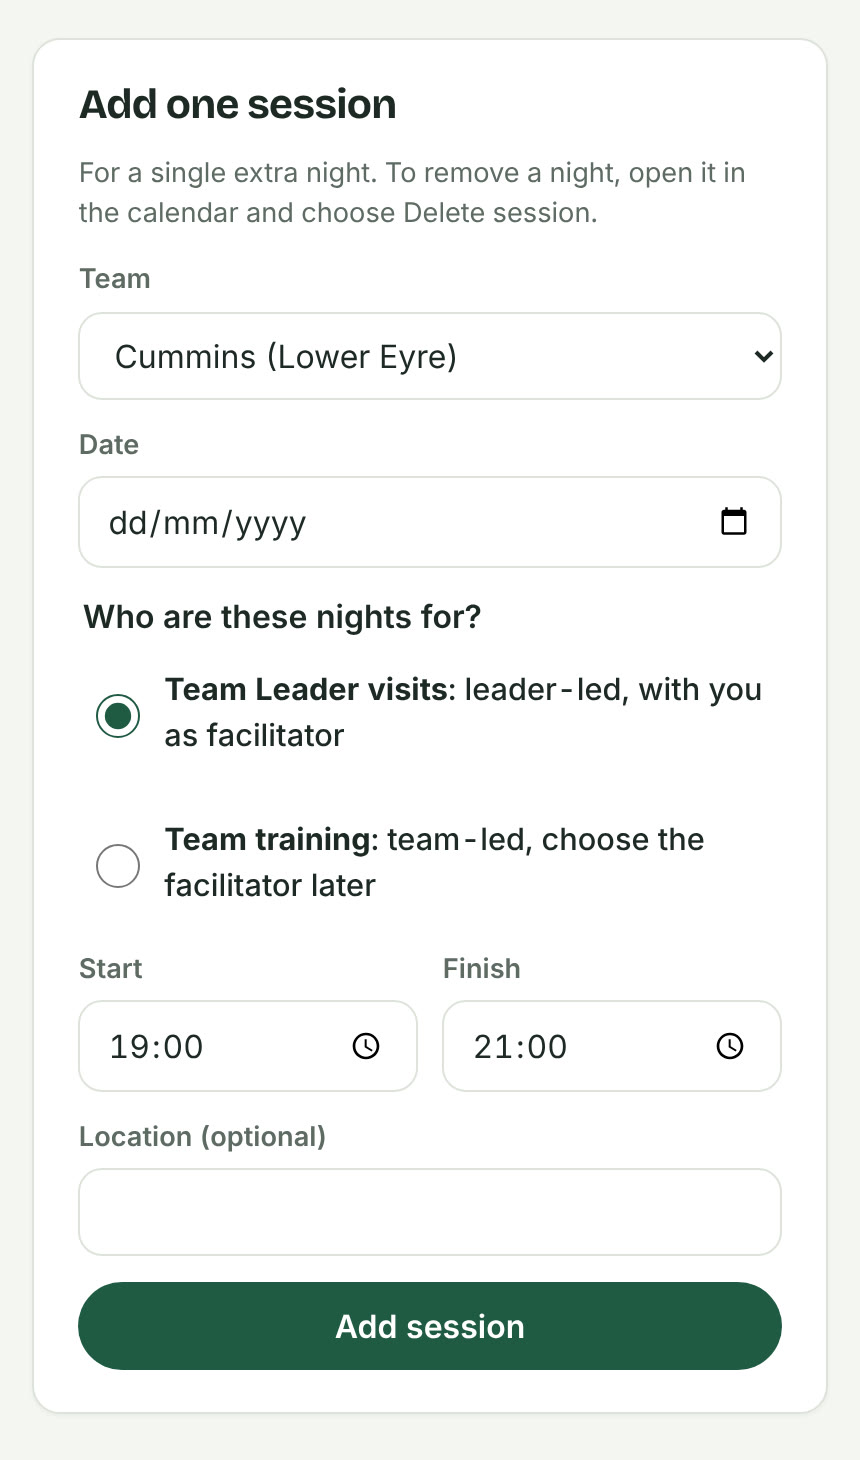 Add one session
For a single extra night. To remove a night, open it in
the calendar and choose Delete session.
Team
Cummins (Lower Eyre)
Date
dd/mm/yyyy
Who are these nights for?
Team Leader visits: leader-led, with you
as facilitator
Team training: team-led, choose the
facilitator later
Start
Finish
19:00
21:00
Location (optional)
Add session